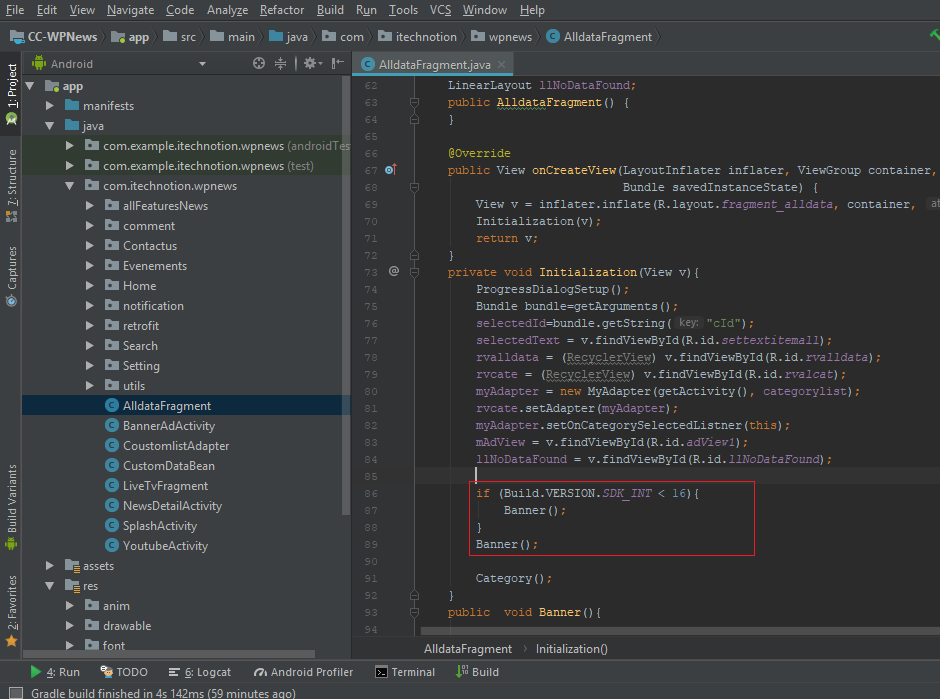 File Edit View Navigate Code Analyze Refactor Build Run Tools VCS Window Help
CC-WPNews app src main java com itechnotion wpnews AlldataFragment
1: Project
Z: Structure
Captures
Build Variants
2: Favorites
Android
app
manifests
java
com.example.itechnotion.wpnews (androidTes
com.example.itechnotion.wpnews (test)
com.itechnotion.wpnews
allFeaturesNews
comment
Contactus
Evenements
Home
notification
retrofit
Search
Setting
utils
AlldataFragment
BannerAdActivity
CoustomlistAdapter
CustomDataBean
LiveTvFragment
NewsDetailActivity
SplashActivity
YoutubeActivity
assets
res
anim
drawable
font
AlldataFragment.java
62 LinearLayout llNoDataFound;
63 public AlldataFragment() {
64 }
65
66 @Override
67 public View onCreateView(LayoutInflater inflater, ViewGroup container,
68 Bundle savedInstanceState) {
69 View v = inflater.inflate(R.layout.fragment_alldata, container, at
70 Initialization(v);
71 return v;
72 }
73 @ private void Initialization(View v){
74 ProgressDialogSetup();
75 Bundle bundle=getArguments();
76 selectedId=bundle.getString( key: "cId");
77 selectedText = v.findViewById(R.id.settextitemall);
78 rvalldata = (RecyclerView) v.findViewById(R.id.rvalldata);
79 rvcate = (RecyclerView) v.findViewById(R.id.rvalcat);
80 myAdapter = new MyAdapter(getActivity(), categorylist);
81 rvcate.setAdapter(myAdapter);
82 myAdapter.setOnCategorySelectedListner(this);
83 mAdView = v.findViewById(R.id.adView1);
84 llNoDataFound = v.findViewById(R.id.llNoDataFound);
85
86 if (Build.VERSION.SDK_INT < 16){
87 Banner();
88 }
89 Banner();
90
91 Category();
92 }
93 public void Banner(){
94
AlldataFragment Initialization()
4: Run TODO 6: Logcat Android Profiler Terminal Build
Gradle build finished in 4s 142ms (59 minutes ago)